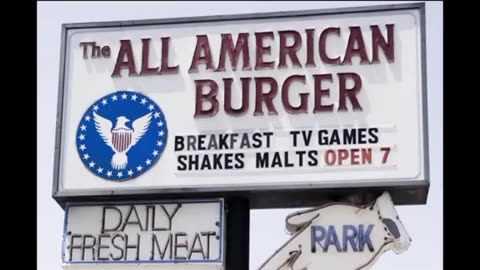 The ALL AMERICAN
BURGER
BREAKFAST TV GAMES
SHAKES MALTS OPEN 7
DAILY
FRESH MEAT
PARK